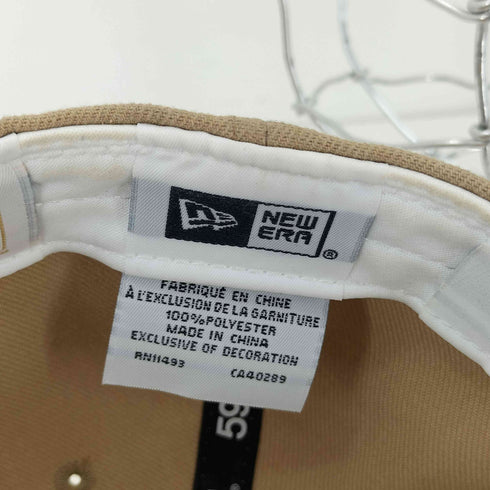 NEW
ERA
®
FABRIQUÉ EN CHINE
À L'EXCLUSION DE LA GARNITURE
100% POLYESTER
MADE IN CHINA
EXCLUSIVE OF DECORATION
RN11493 CA40289
59